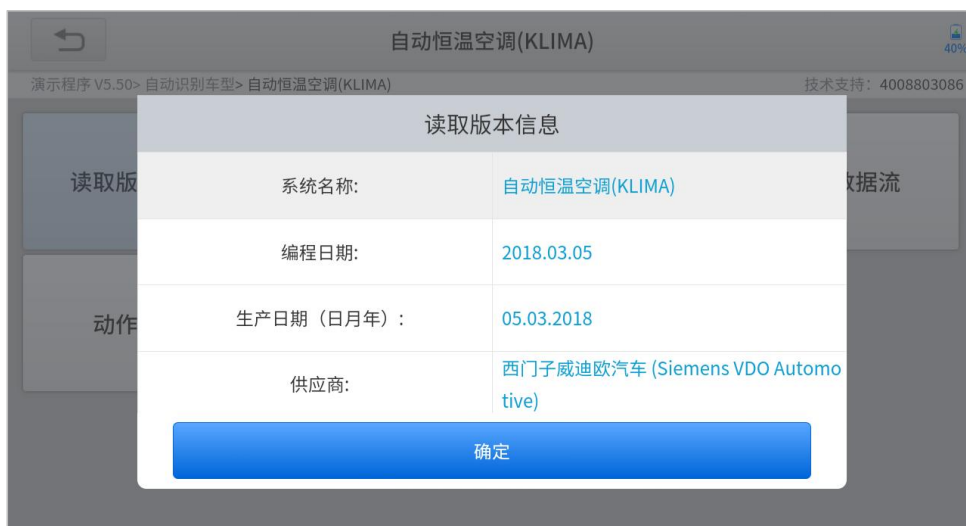 自动恒温空调(KLIMA)
40%
演示程序 V5.50> 自动识别车型> 自动恒温空调(KLIMA)
技术支持：4008803086
读取版本信息
读取版
数据流
系统名称:
自动恒温空调(KLIMA)
编程日期:
2018.03.05
动作
生产日期（日月年）:
05.03.2018
供应商:
西门子威迪欧汽车 (Siemens VDO Automo
tive)
确定